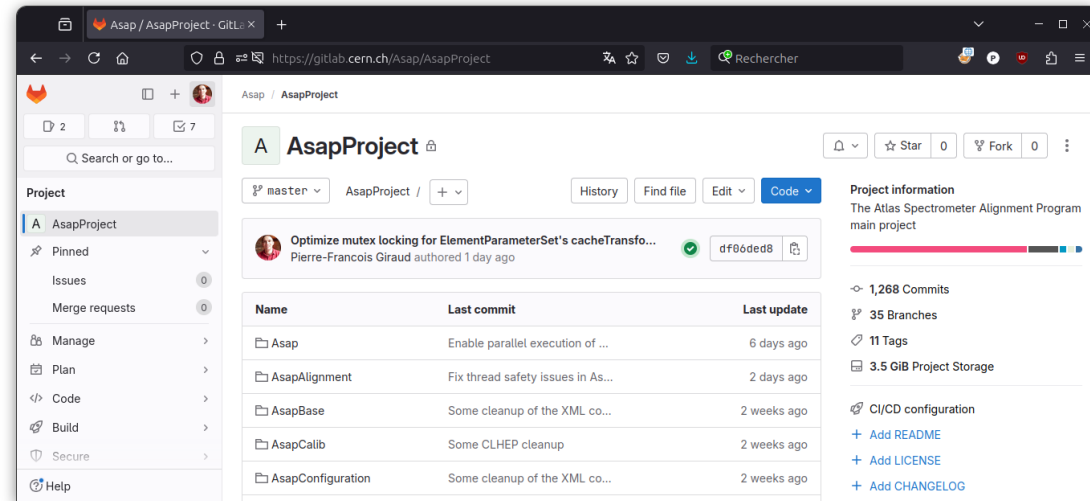 Asap / AsapProject · GitLa
https://gitlab.cern.ch/Asap/AsapProject
Rechercher
2
7
Search or go to...
Project
A AsapProject
Pinned
Issues 0
Merge requests 0
Manage
Plan
Code
Build
Secure
Help
Asap / AsapProject
A AsapProject
Star 0
Fork 0
master
AsapProject /
History
Find file
Edit
Code
Optimize mutex locking for ElementParameterSet's cacheTransfo...
Pierre-Francois Giraud authored 1 day ago
df06ded8
Name Last commit Last update
Asap Enable parallel execution of ... 6 days ago
AsapAlignment Fix thread safety issues in As... 2 days ago
AsapBase Some cleanup of the XML co... 2 weeks ago
AsapCalib Some CLHEP cleanup 2 weeks ago
AsapConfiguration Some cleanup of the XML co... 2 weeks ago
Project information
The Atlas Spectrometer Alignment Program
main project
1,268 Commits
35 Branches
11 Tags
3.5 GiB Project Storage
CI/CD configuration
Add README
Add LICENSE
Add CHANGELOG